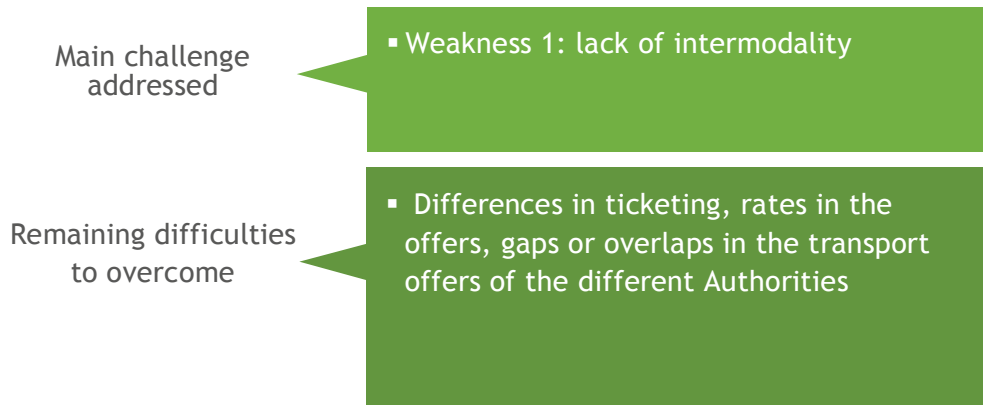 Main challenge
addressed
▪ Weakness 1: lack of intermodality
Remaining difficulties
to overcome
▪ Differences in ticketing, rates in the
offers, gaps or overlaps in the transport
offers of the different Authorities